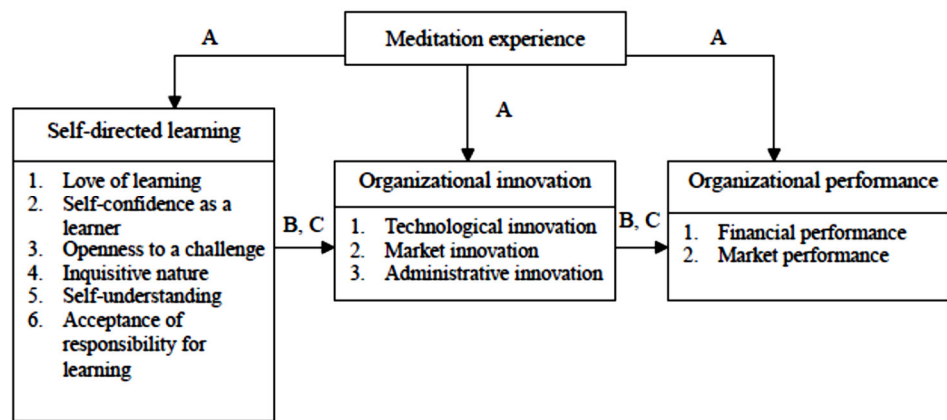 Meditation experience
A
A
A
Self-directed learning
1. Love of learning
2. Self-confidence as a
learner
3. Openness to a challenge
4. Inquisitive nature
5. Self-understanding
6. Acceptance of
responsibility for
learning
B, C
Organizational innovation
1. Technological innovation
2. Market innovation
3. Administrative innovation
B, C
Organizational performance
1. Financial performance
2. Market performance